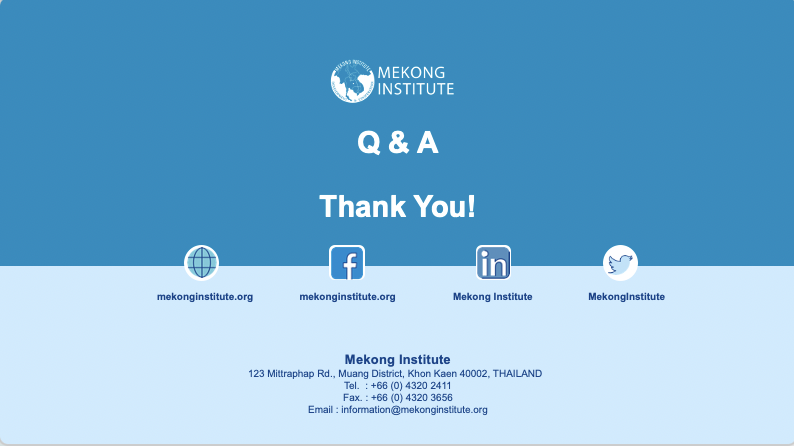 MEKONG
INSTITUTE
Q & A
Thank You!
mekonginstitute.org
mekonginstitute.org
Mekong Institute
MekongInstitute
Mekong Institute
123 Mittraphap Rd., Muang District, Khon Kaen 40002, THAILAND
Tel. : +66 (0) 4320 2411
Fax. : +66 (0) 4320 3656
Email : information@mekonginstitute.org